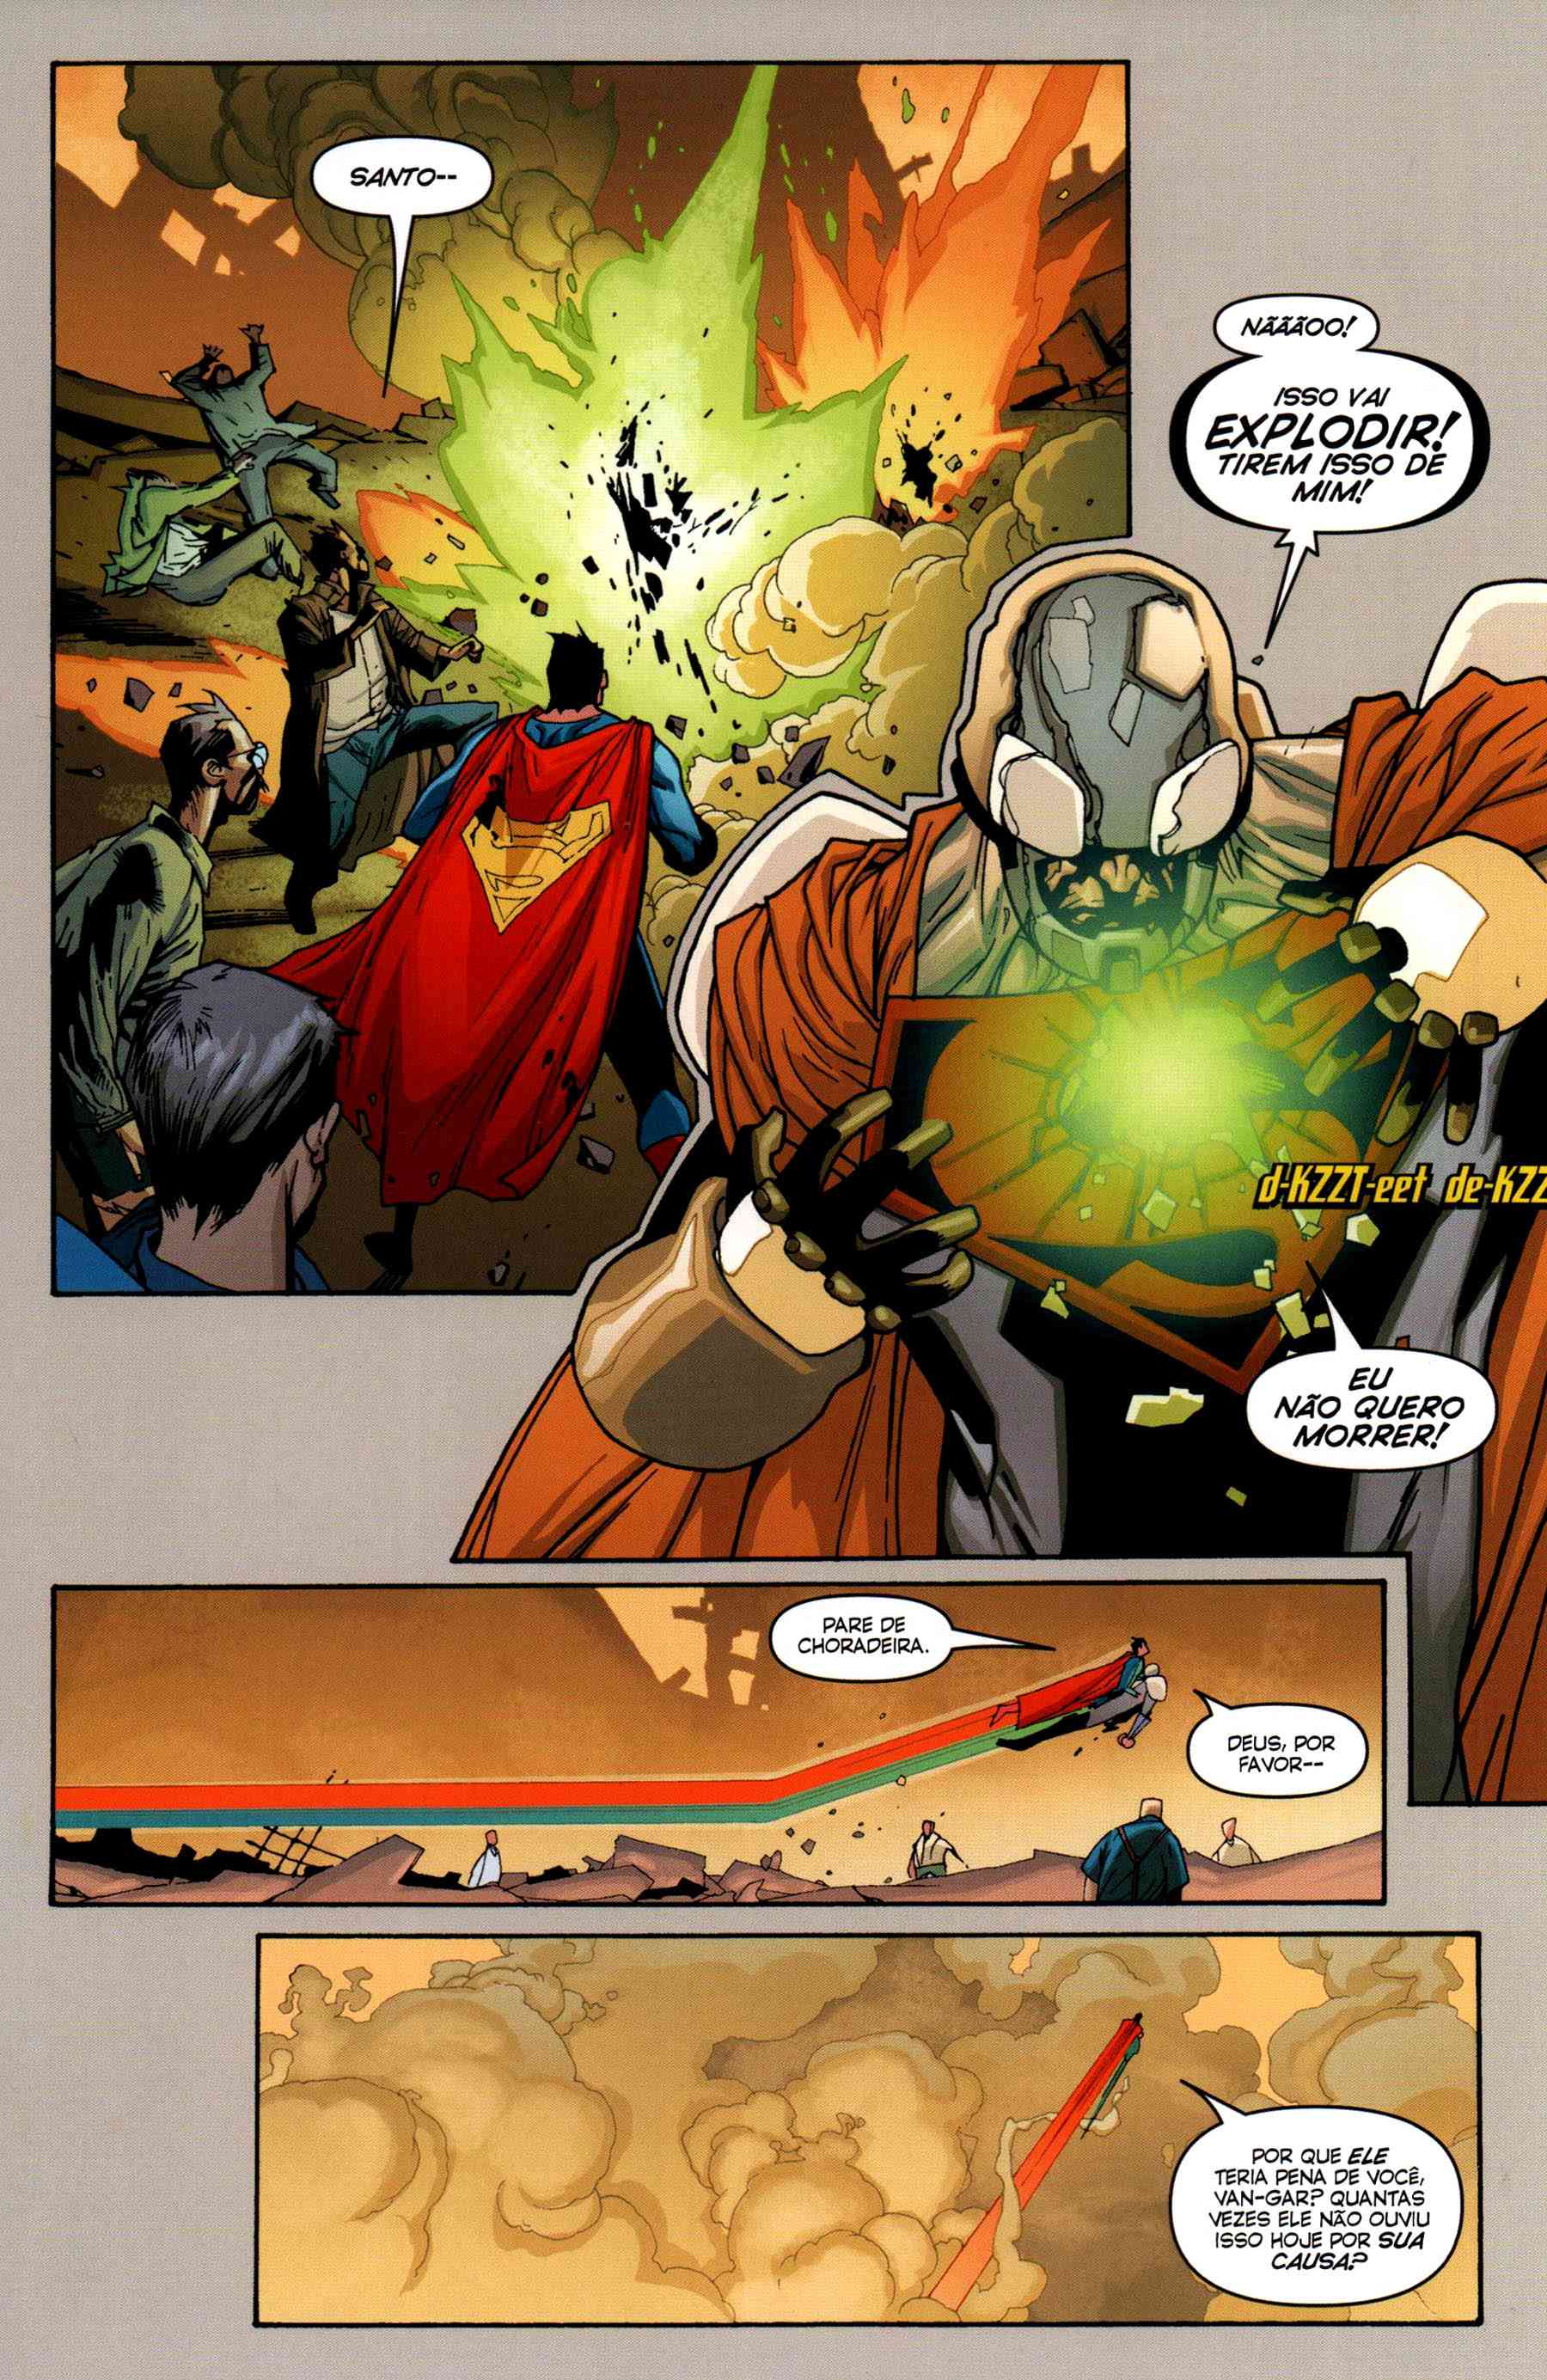 SANTO--
NÃÃÃOO!
ISSO VAI
EXPLODIR!
TIREM ISSO DE
MIM!
d-KZZT-eet de-KZZ
EU
NÃO QUERO
MORRER!
PARE DE
CHORADEIRA.
DEUS, POR
FAVOR--
POR QUE ELE
TERIA PENA DE VOCÊ,
VAN-GAR? QUANTAS
VEZES ELE NÃO OUVIU
ISSO HOJE POR SUA
CAUSA?